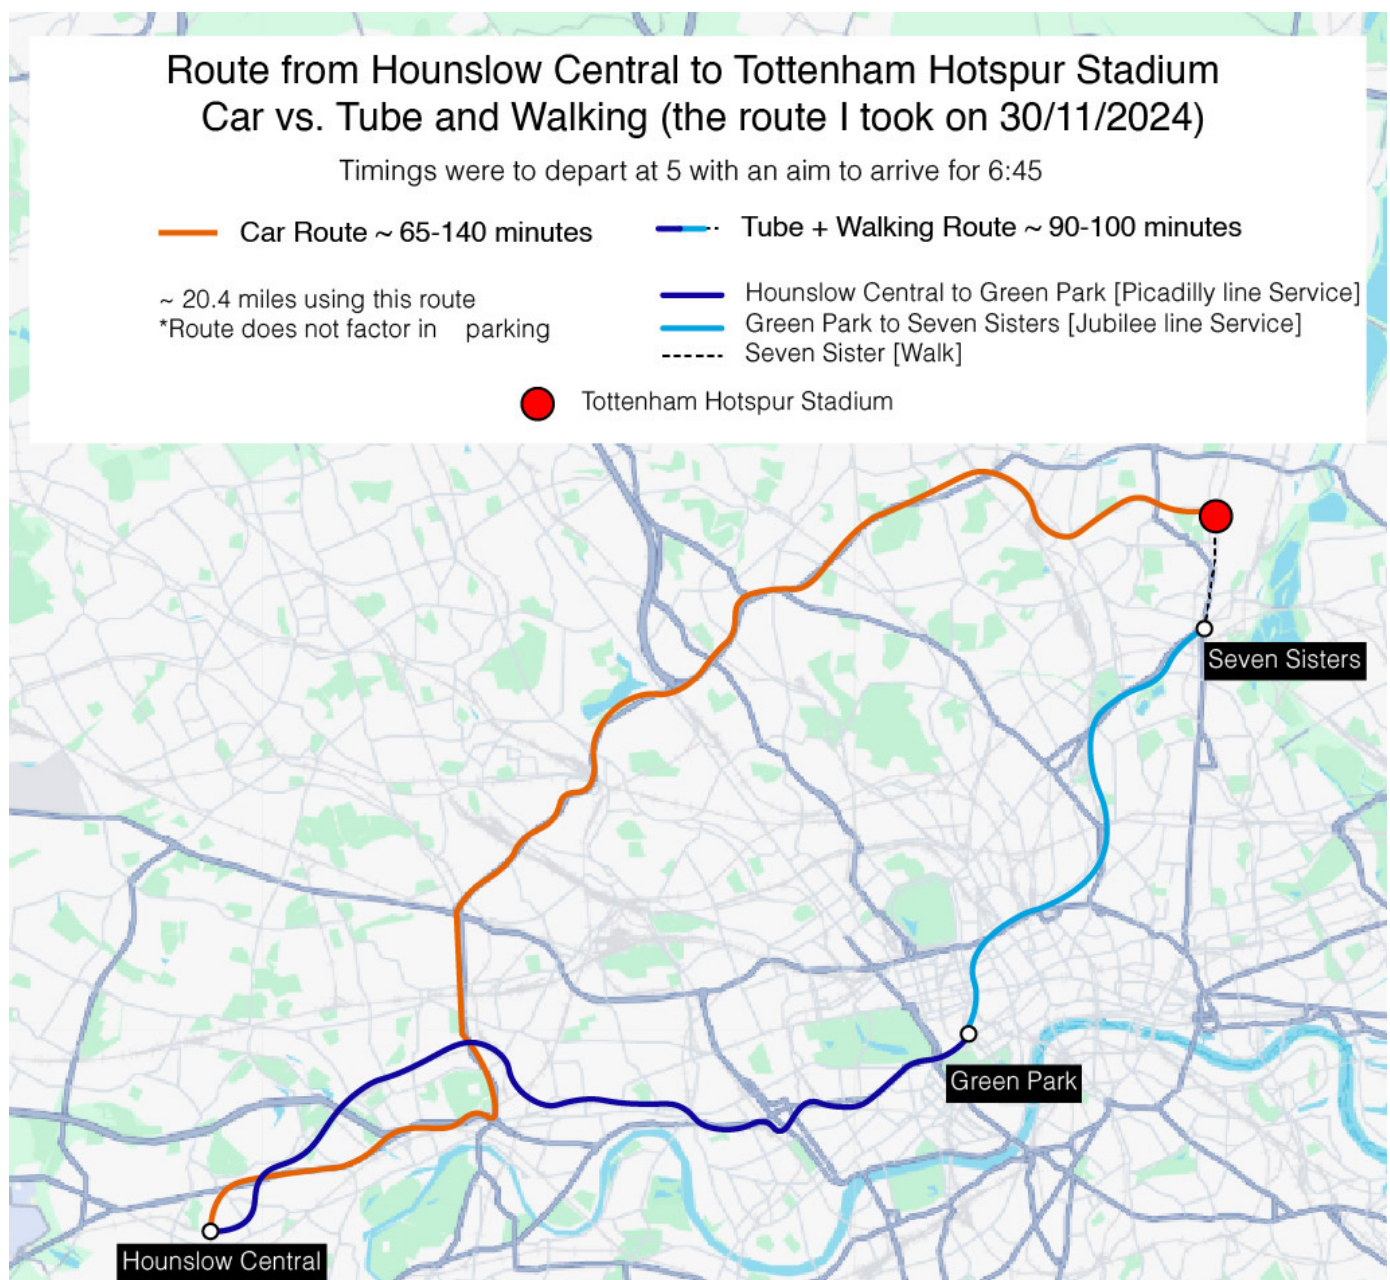 Route from Hounslow Central to Tottenham Hotspur Stadium
Car vs. Tube and Walking (the route I took on 30/11/2024)
Timings were to depart at 5 with an aim to arrive for 6:45
Car Route ~ 65-140 minutes
~ 20.4 miles using this route
*Route does not factor in parking
Tube + Walking Route ~ 90-100 minutes
Hounslow Central to Green Park [Picadilly line Service]
Green Park to Seven Sisters [Jubilee line Service]
Seven Sister [Walk]
Tottenham Hotspur Stadium
Seven Sisters
Green Park
Hounslow Central